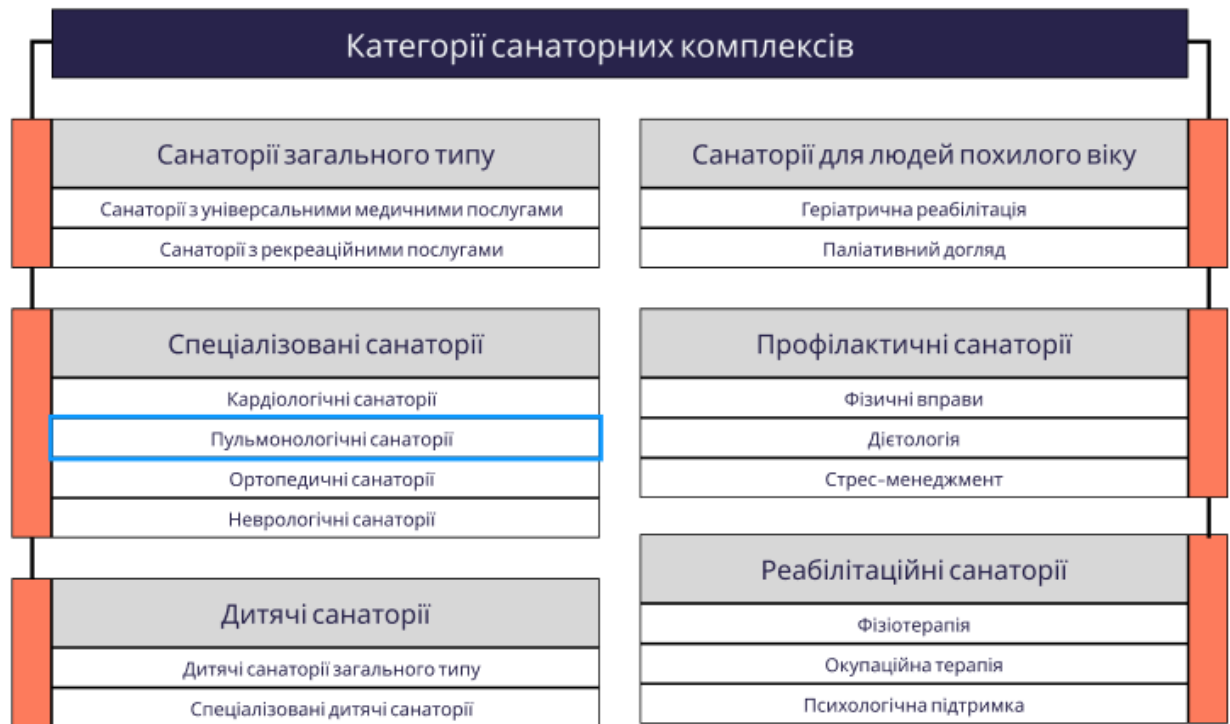 Категорії санаторних комплексів
Санаторії загального типу
Санаторії з універсальними медичними послугами
Санаторії з рекреаційними послугами
Спеціалізовані санаторії
Кардіологічні санаторії
Пульмонологічні санаторії
Ортопедичні санаторії
Неврологічні санаторії
Дитячі санаторії
Дитячі санаторії загального типу
Спеціалізовані дитячі санаторії
Санаторії для людей похилого віку
Геріатрична реабілітація
Паліативний догляд
Профілактичні санаторії
Фізичні вправи
Дієтологія
Стрес-менеджмент
Реабілітаційні санаторії
Фізіотерапія
Окупаційна терапія
Психологічна підтримка